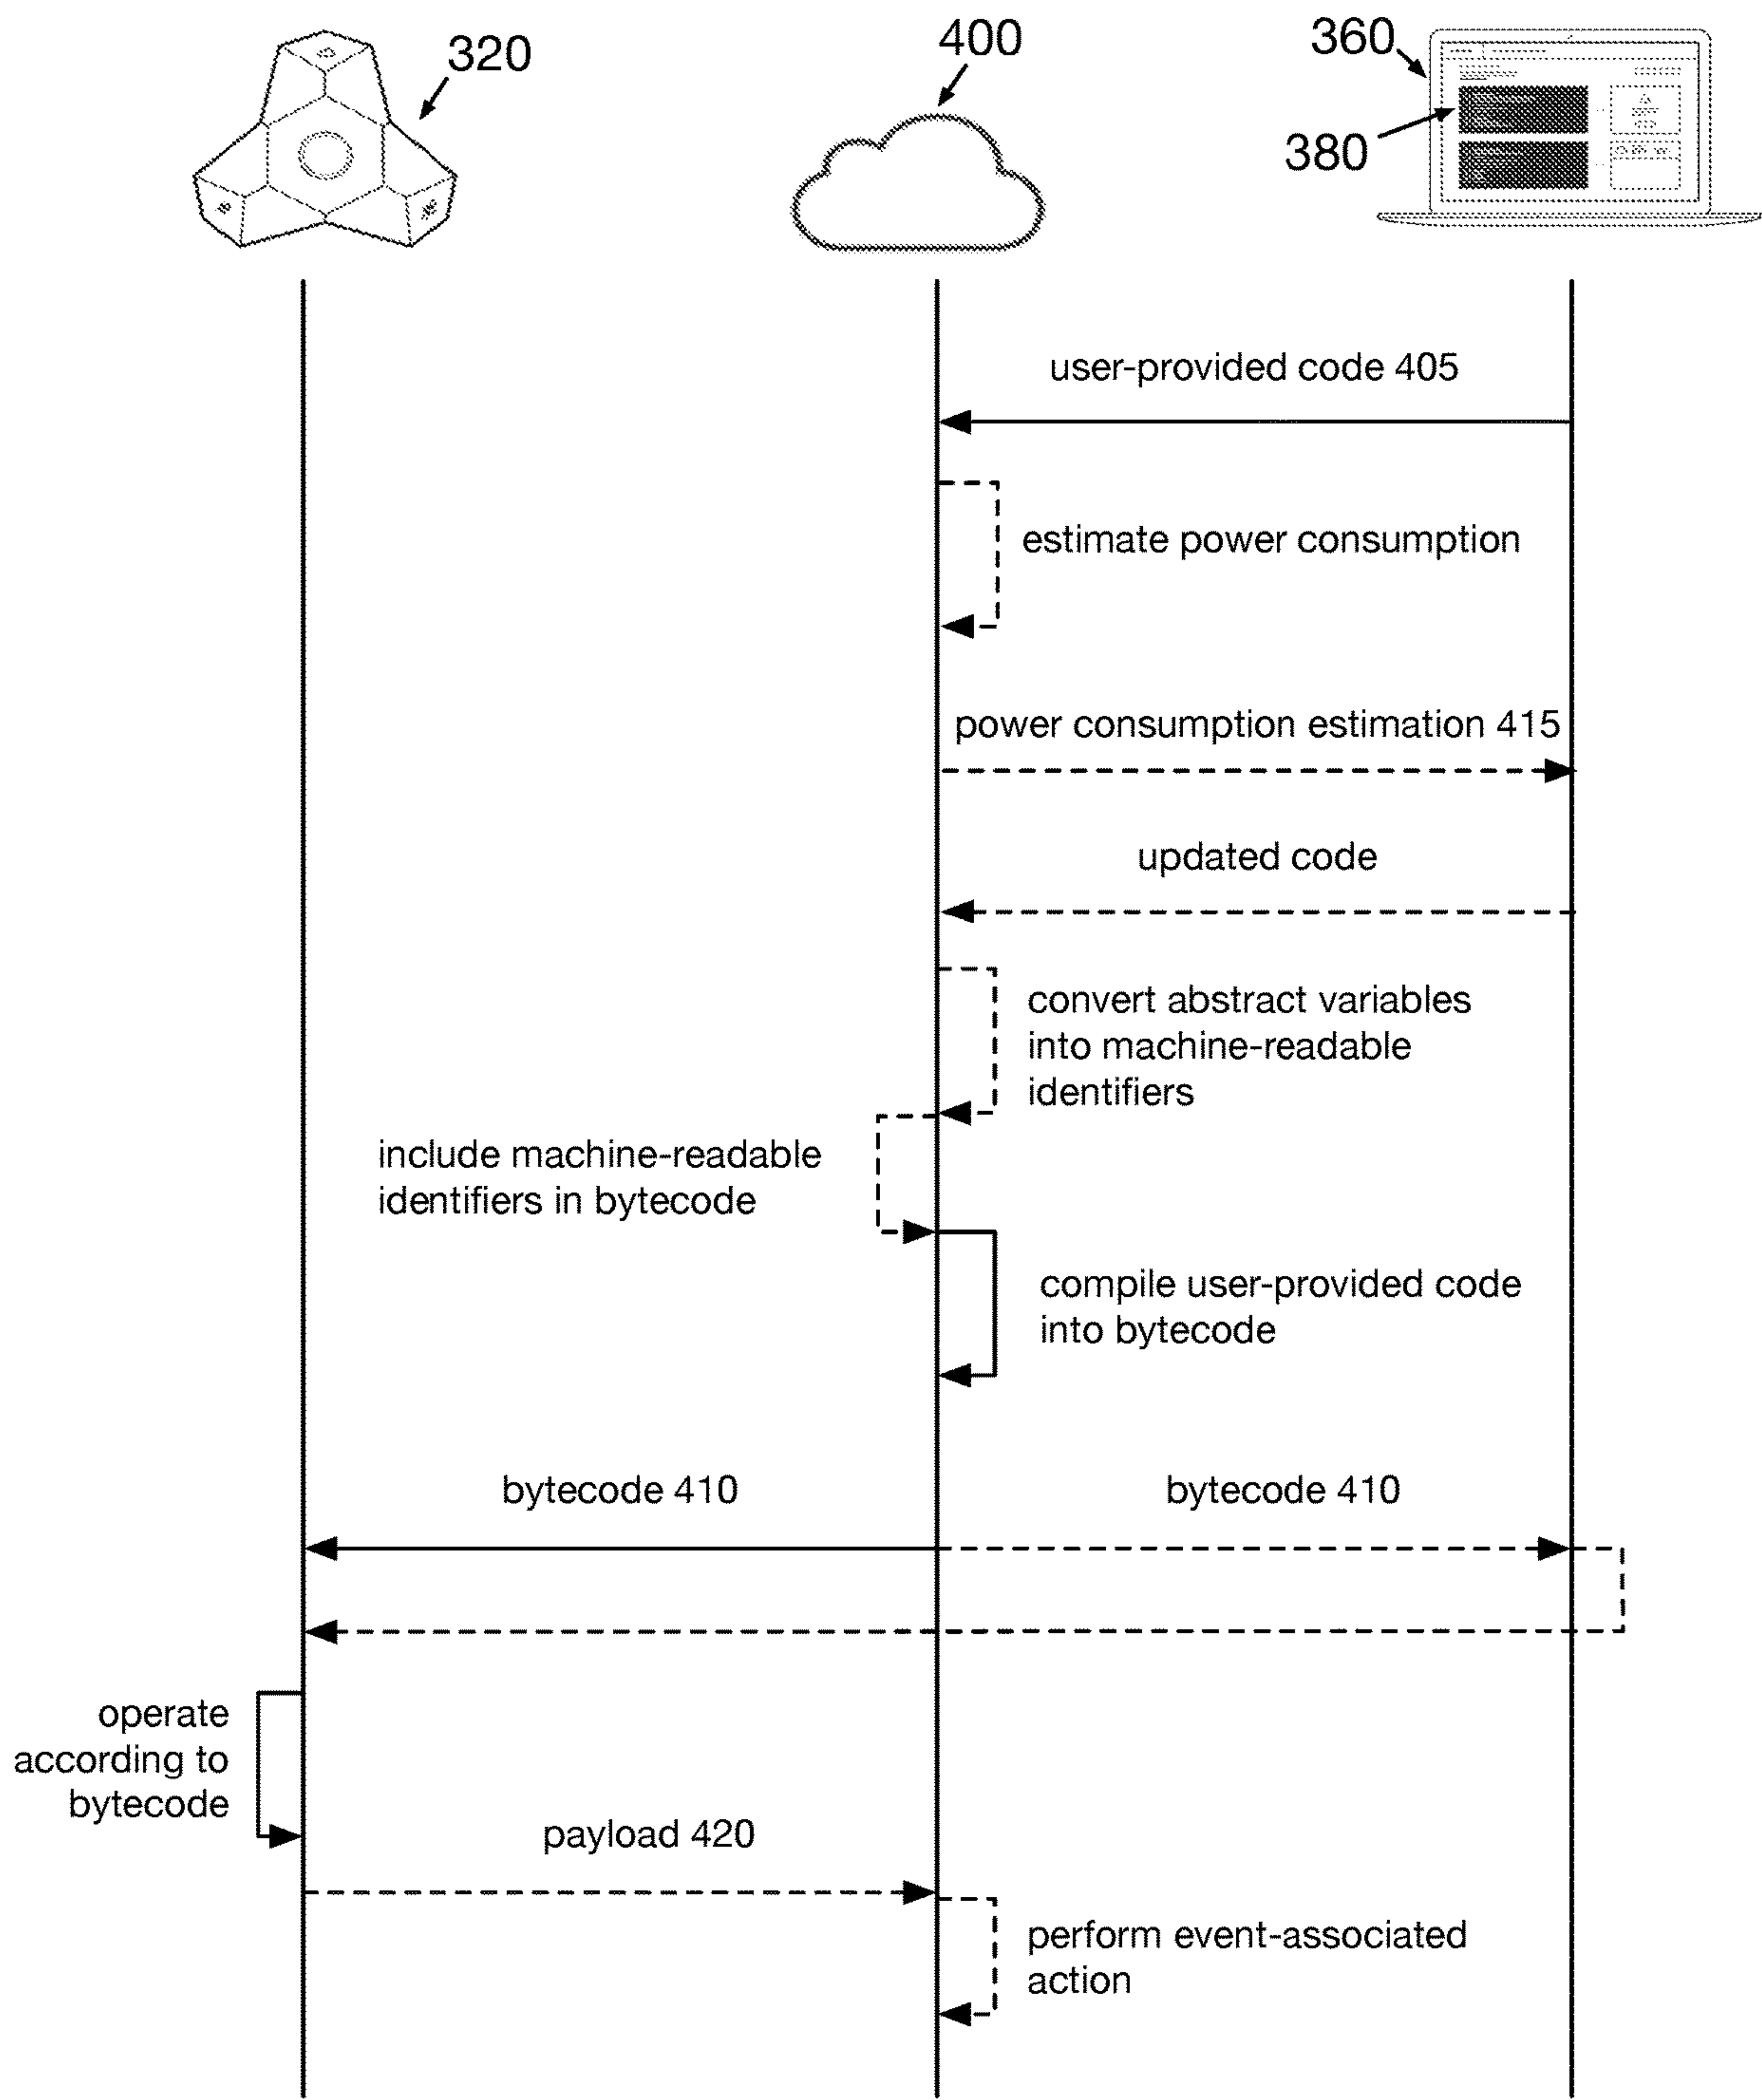 320
400
360
380
user-provided code 405
estimate power consumption
power consumption estimation 415
updated code
convert abstract variables
into machine-readable
identifiers
include machine-readable
identifiers in bytecode
compile user-provided code
into bytecode
bytecode 410
bytecode 410
operate
according to
bytecode
payload 420
perform event-associated
action